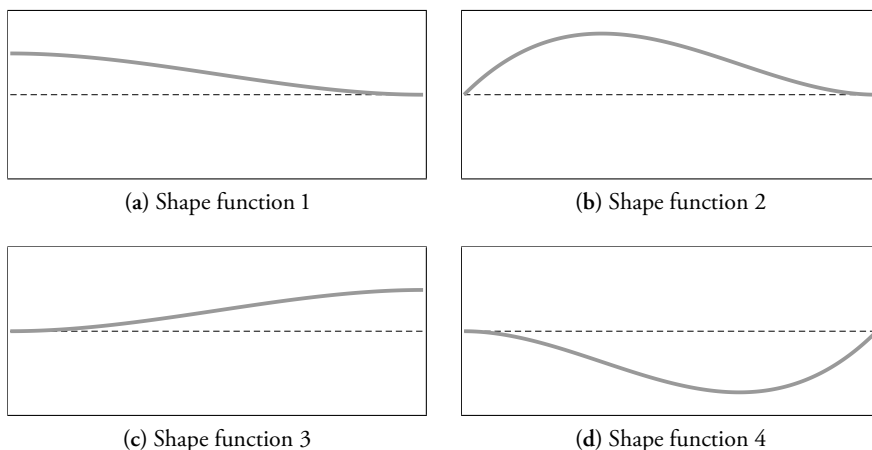 (a) Shape function 1
(b) Shape function 2
(c) Shape function 3
(d) Shape function 4